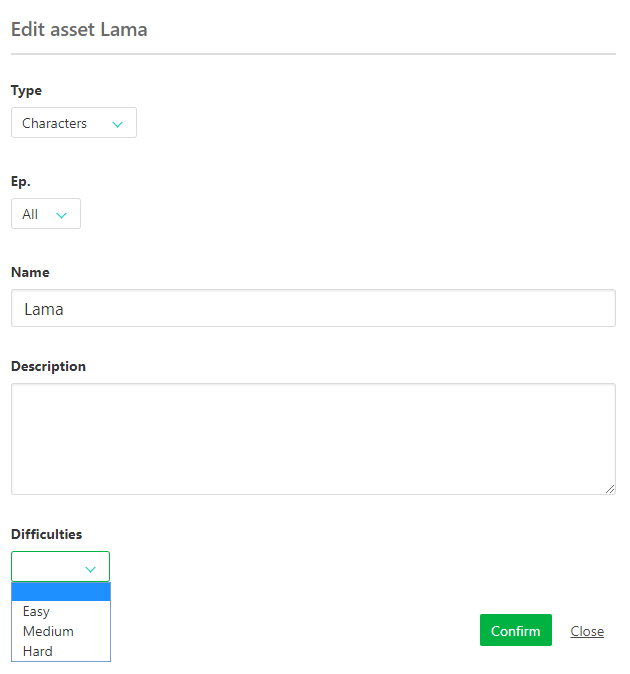 Edit asset Lama
Type
Characters
Ep.
All
Name
Lama
Description
Difficulties
Easy
Medium
Hard
Confirm Close